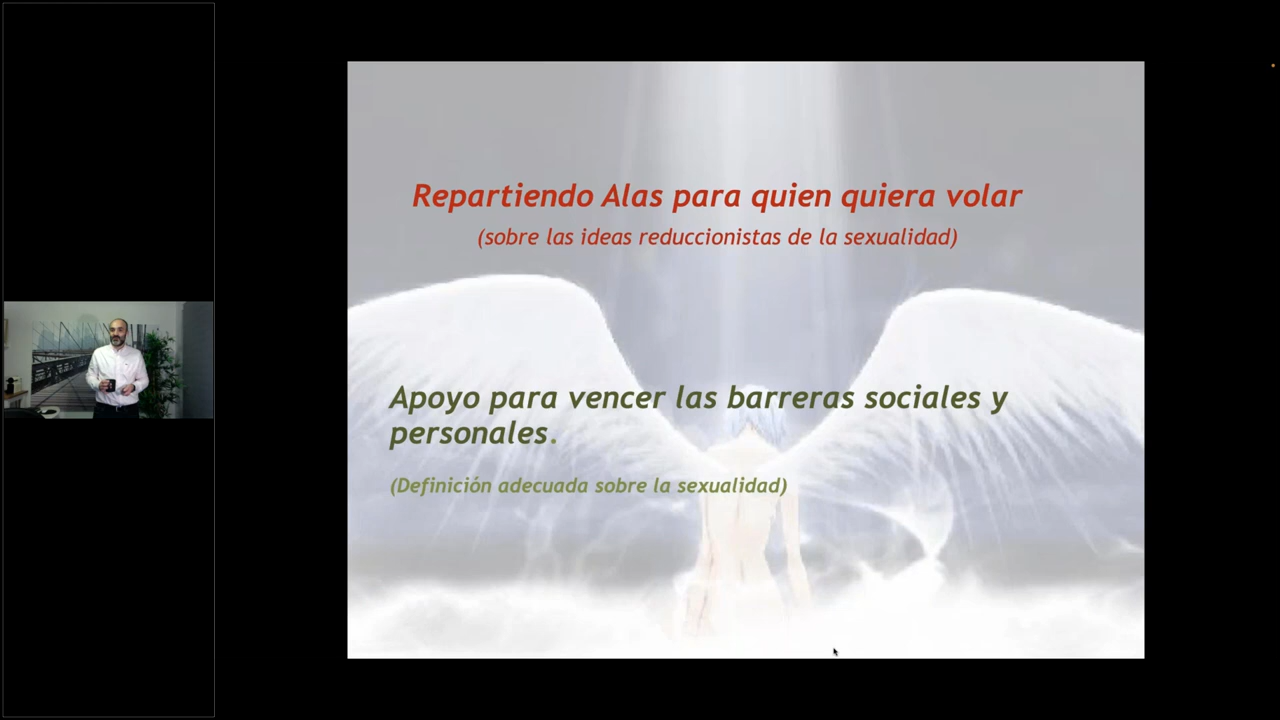 Repartiendo Alas para quien quiera volar
(sobre las ideas reduccionistas de la sexualidad)
Apoyo para vencer las barreras sociales y
personales.
(Definición adecuada sobre la sexualidad)